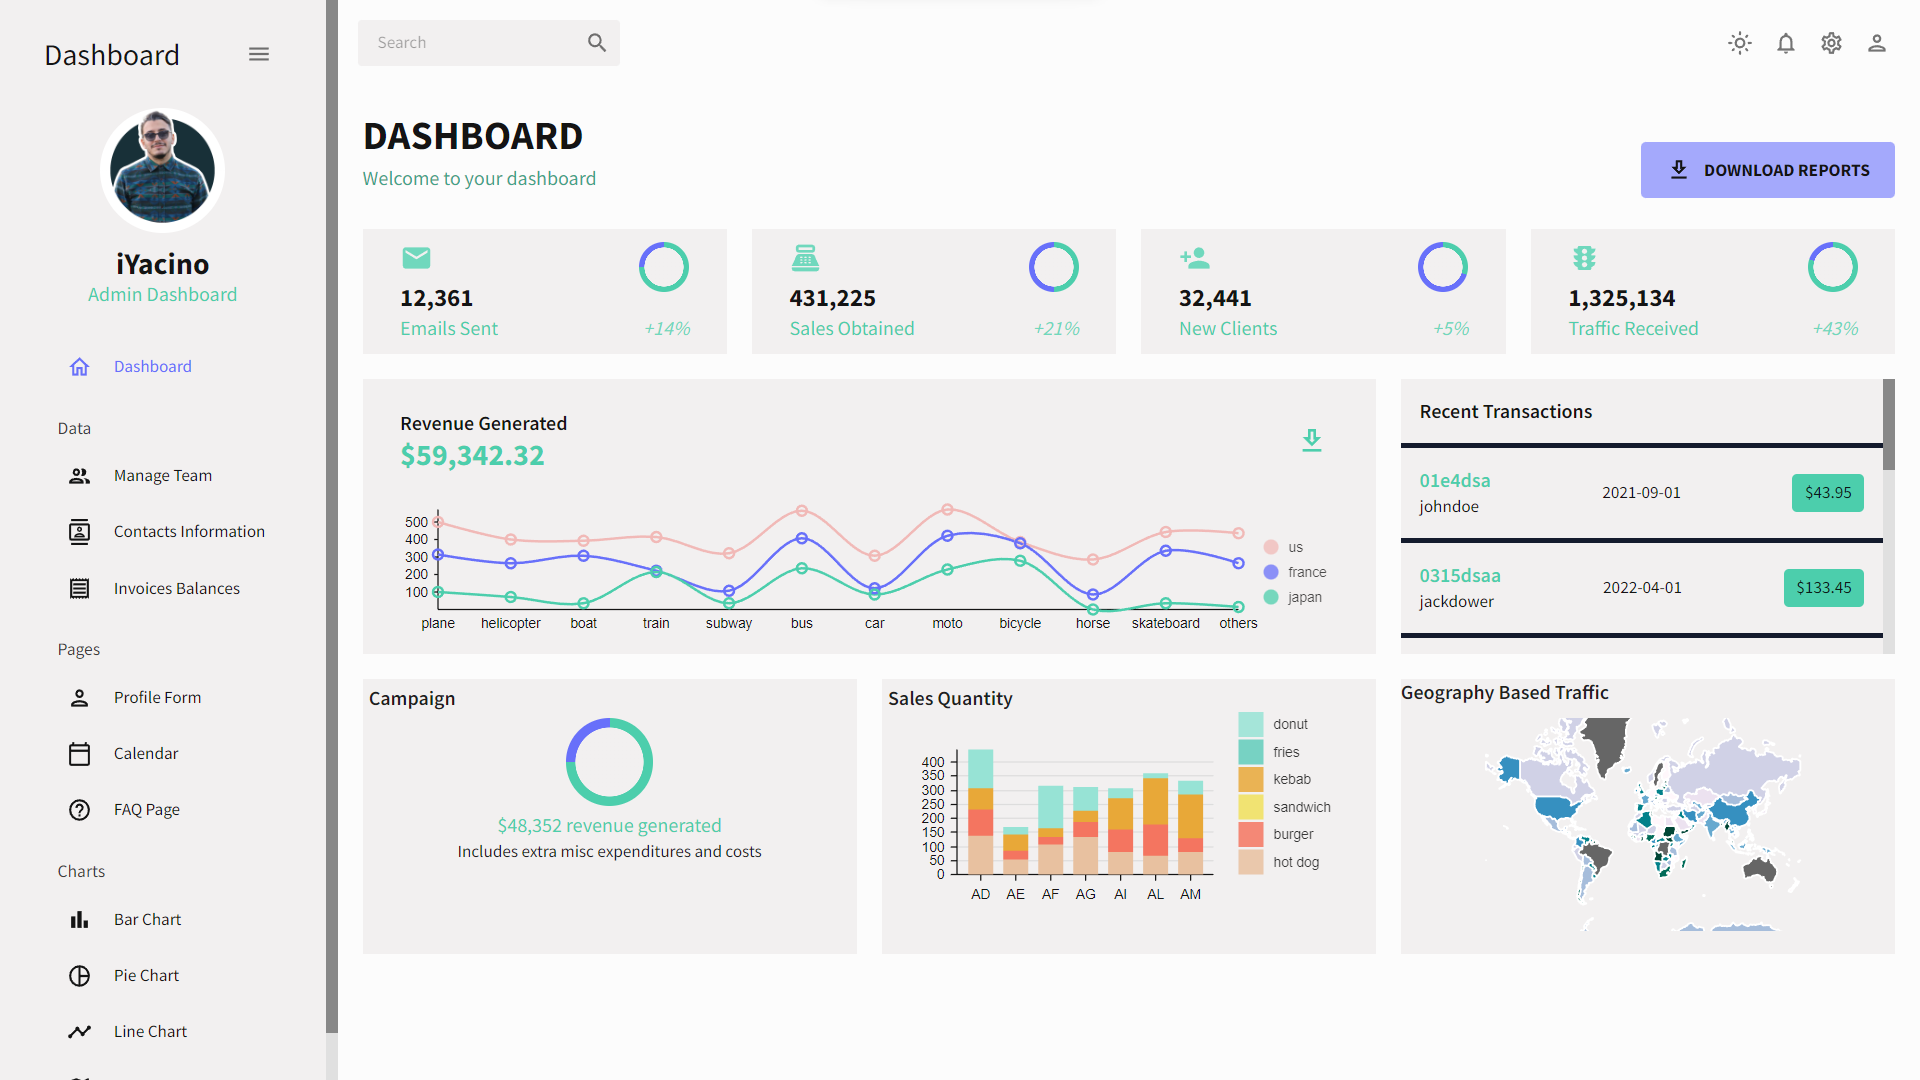 Dashboard
iYacino
Admin Dashboard
Dashboard
Data
Manage Team
Contacts Information
Invoices Balances
Pages
Profile Form
Calendar
FAQ Page
Charts
Bar Chart
Pie Chart
Line Chart
Search
DASHBOARD
Welcome to your dashboard
DOWNLOAD REPORTS
12,361
Emails Sent
+14%
431,225
Sales Obtained
+21%
32,441
New Clients
+5%
1,325,134
Traffic Received
+43%
Revenue Generated
$59,342.32
500
400
300
200
100
plane helicopter boat train subway bus car moto bicycle horse skateboard others
us
france
japan
Recent Transactions
01e4dsa
johndoe
2021-09-01
$43.95
0315dsaa
jackdower
2022-04-01
$133.45
Campaign
$48,352 revenue generated
Includes extra misc expenditures and costs
Sales Quantity
400
350
300
250
200
150
100
50
0
AD AE AF AG AI AL AM
donut
fries
kebab
sandwich
burger
hot dog
Geography Based Traffic